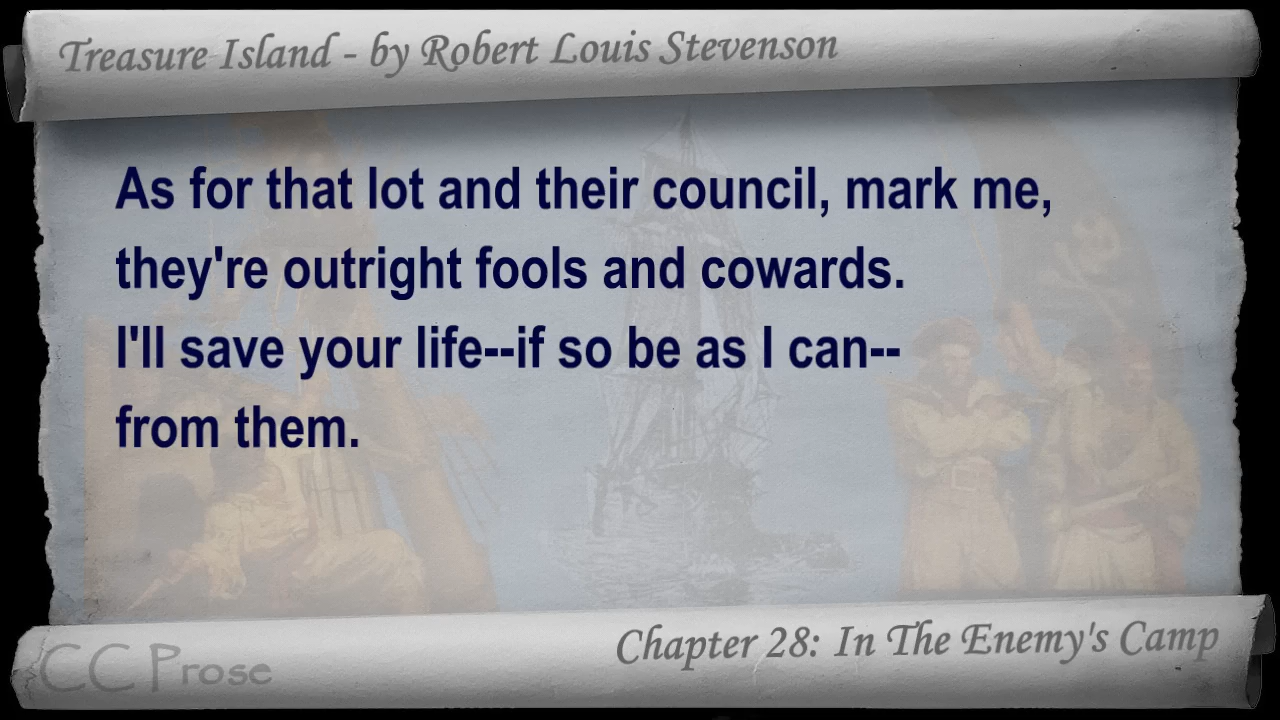 Treasure Island - by Robert Louis Stevenson
As for that lot and their council, mark me,
they're outright fools and cowards.
I'll save your life--if so be as I can--
from them.
Chapter 28: In The Enemy's Camp
CC Prose